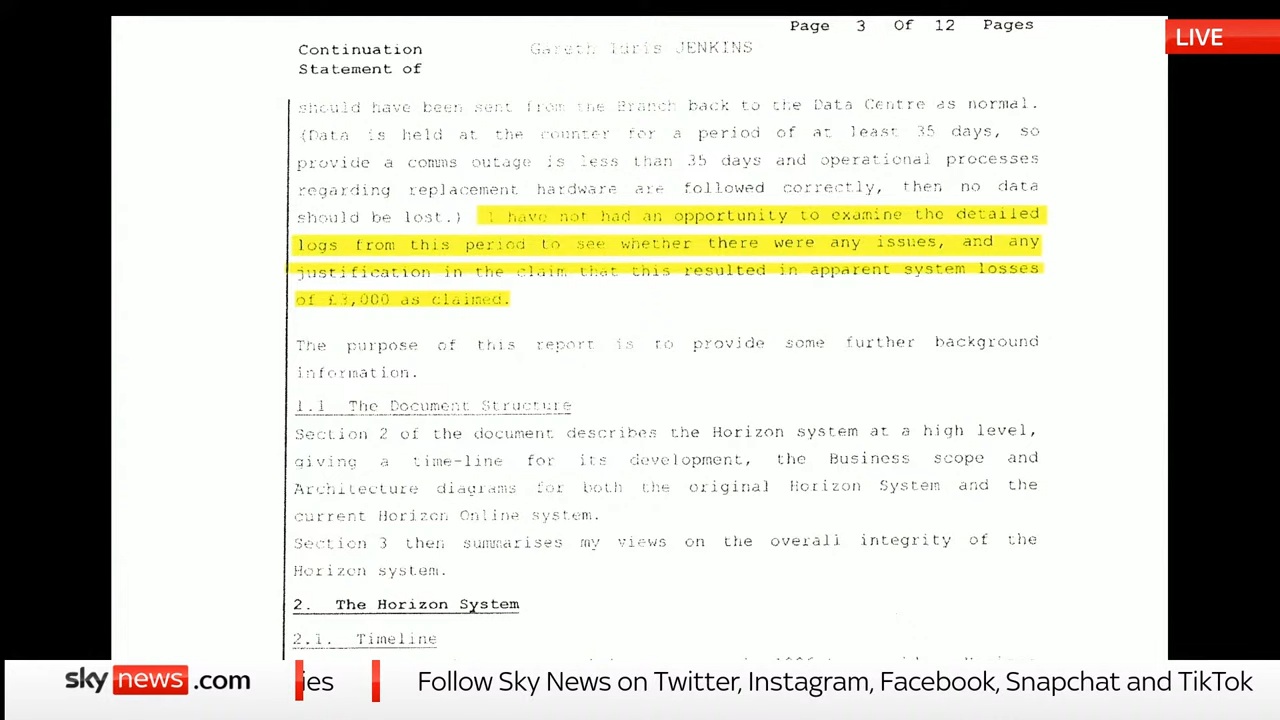 Page 3 Of 12 Pages
LIVE
Continuation Gareth Idris JENKINS
Statement of
should have been sent from the Branch back to the Data Centre as normal.
(Data is held at the counter for a period of at least 35 days, so
provide a comms outage is less than 35 days and operational processes
regarding replacement hardware are followed correctly, then no data
should be lost.) I have not had an opportunity to examine the detailed
logs from this period to see whether there were any issues, and any
justification in the claim that this resulted in apparent system losses
of £3,000 as claimed.
The purpose of this report is to provide some further background
information.
1.1 The Document Structure
Section 2 of the document describes the Horizon system at a high level,
giving a time-line for its development, the Business scope and
Architecture diagrams for both the original Horizon System and the
current Horizon Online system.
Section 3 then summarises my views on the overall integrity of the
Horizon system.
2. The Horizon System
2.1. Timeline
sky news.com ies Follow Sky News on Twitter, Instagram, Facebook, Snapchat and TikTok